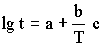 lg t = a + b/T c